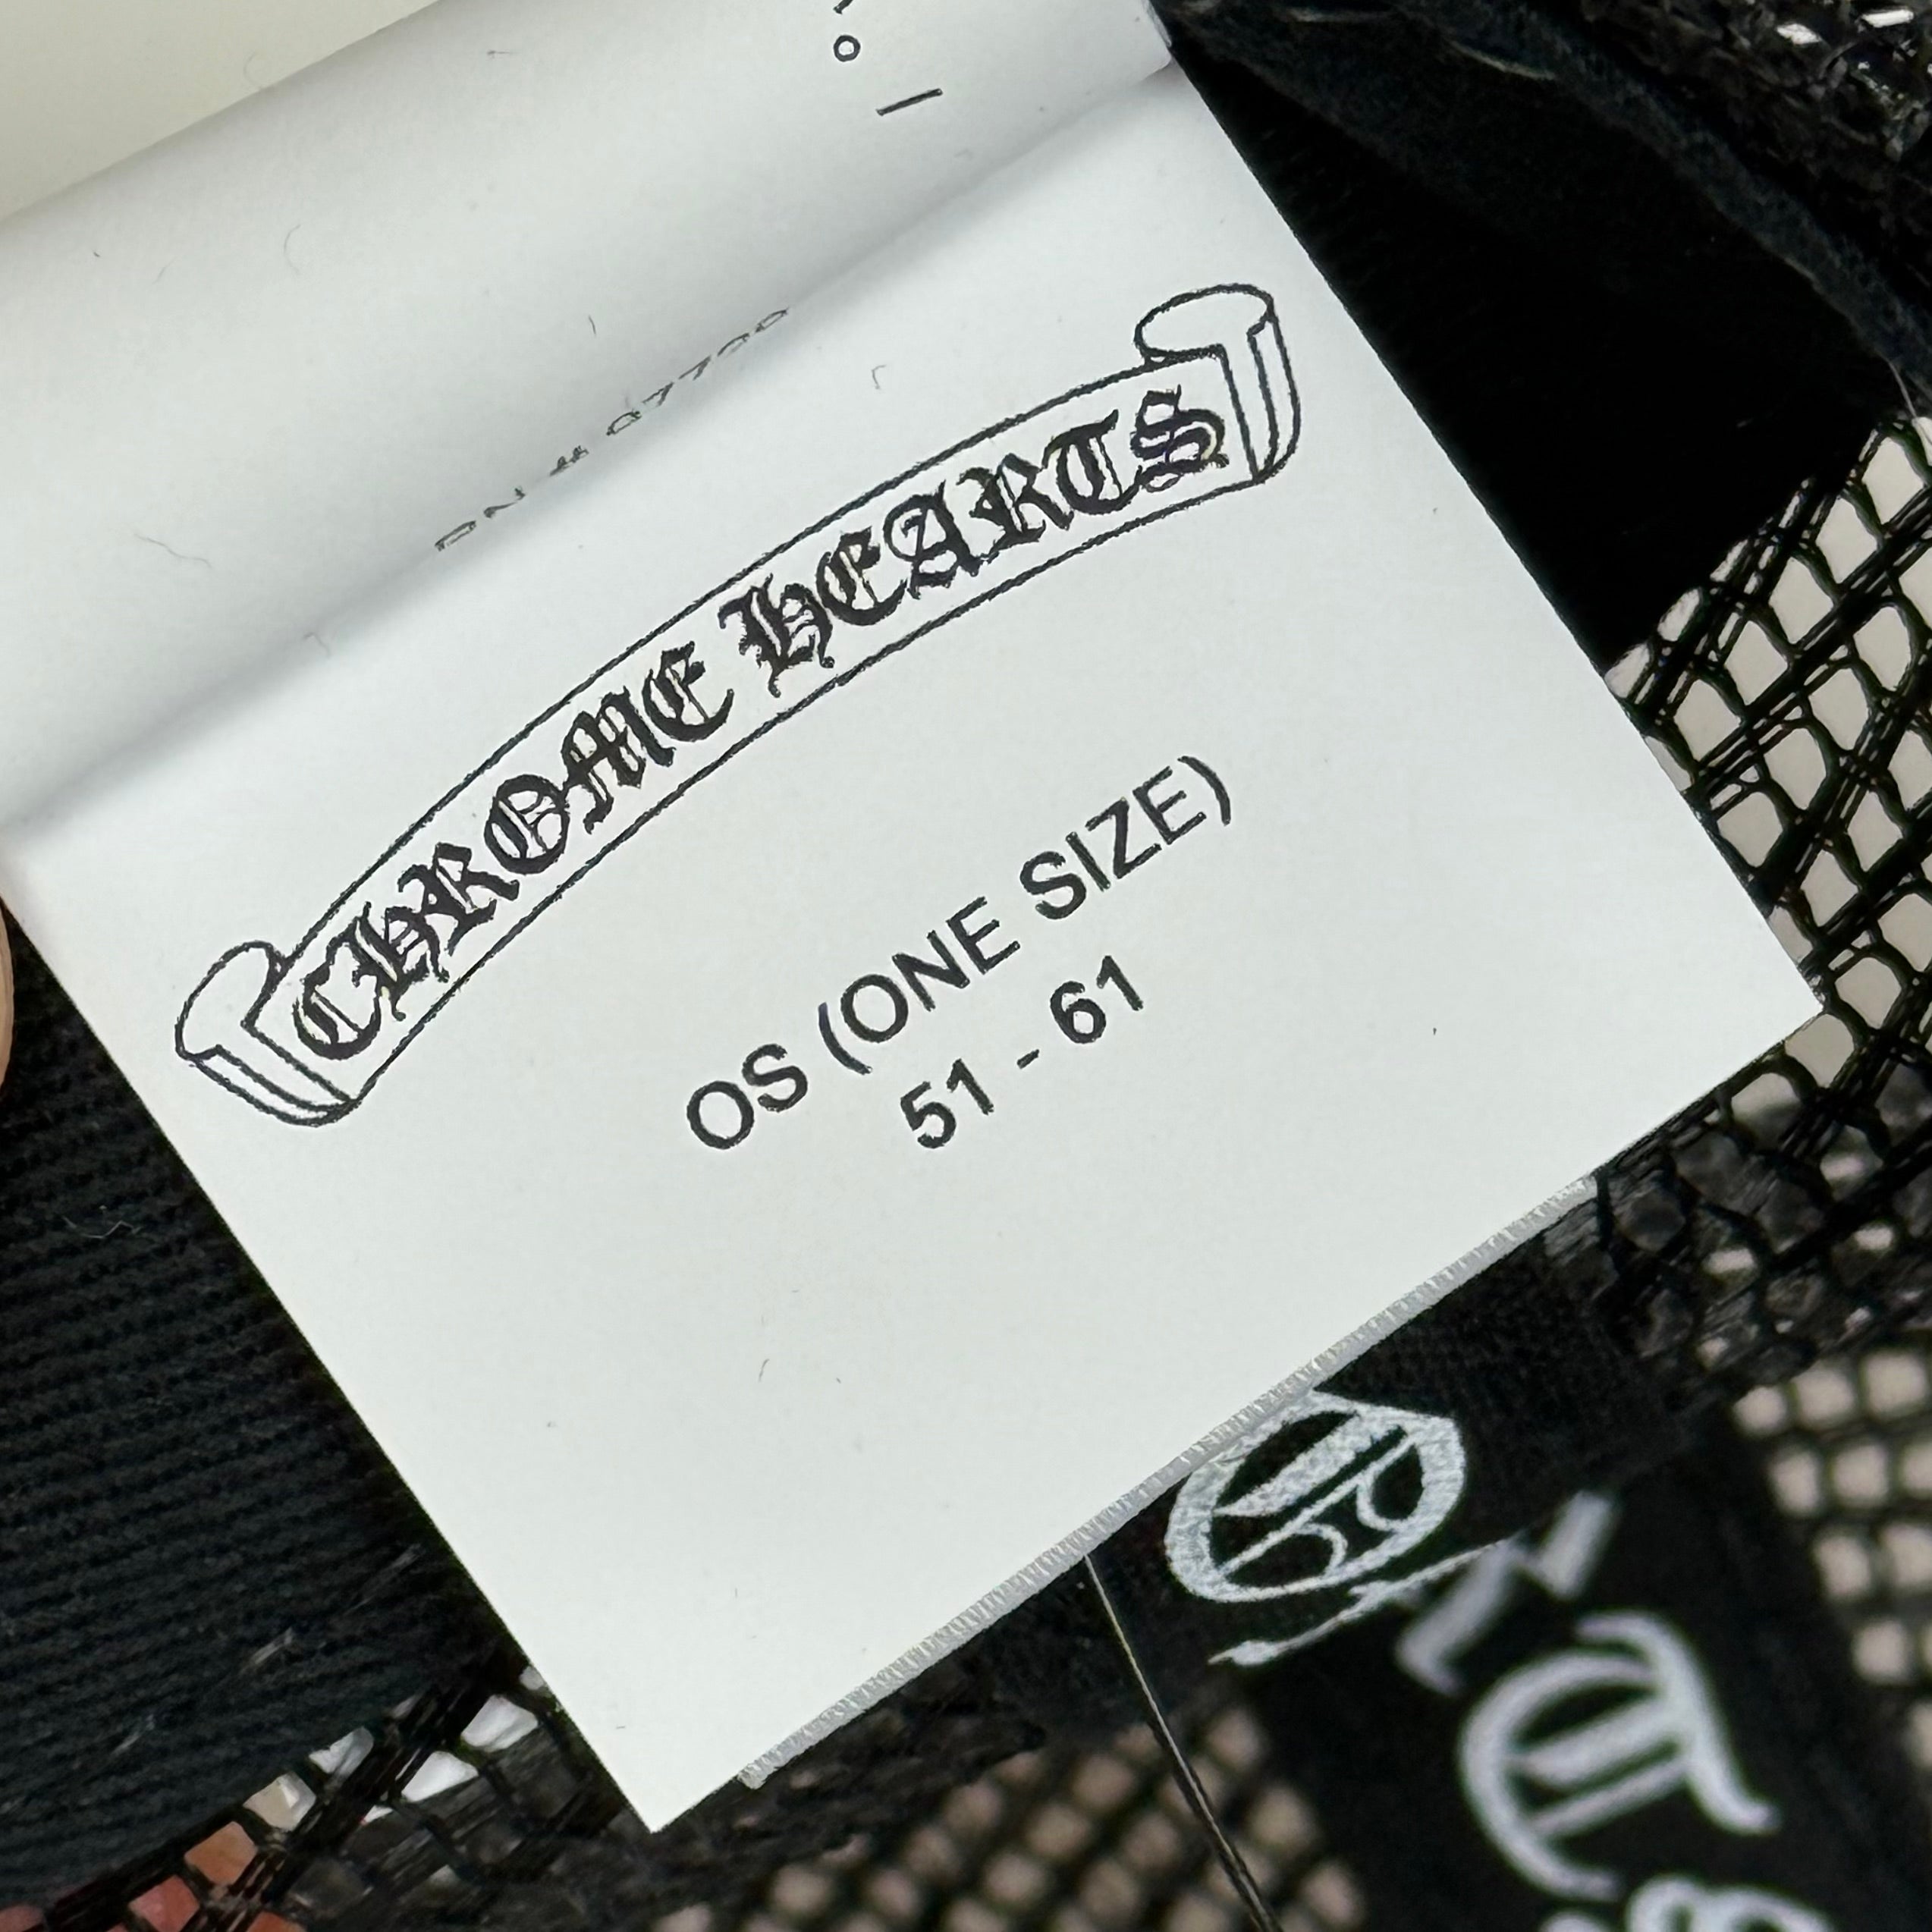 CHROME HEARTS
OS (ONE SIZE)
51 - 61